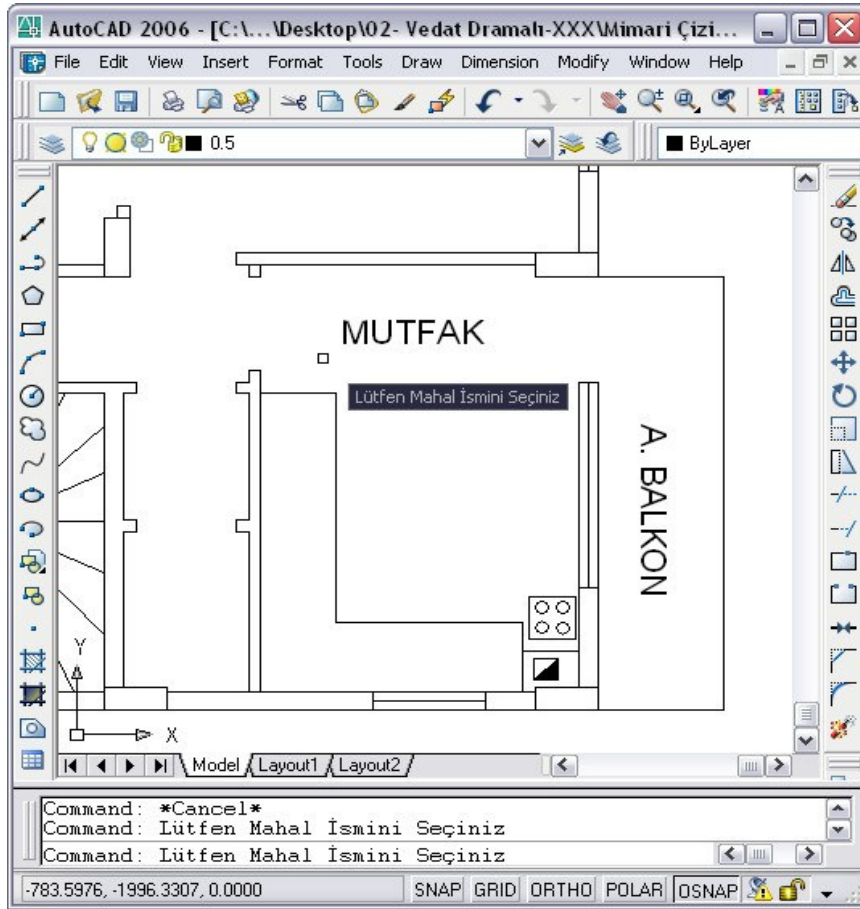 AutoCAD 2006 - [C:\...\Desktop\02- Vedat Dramalı-XXX\Mimari Çizi...
File Edit View Insert Format Tools Draw Dimension Modify Window Help
0.5 ByLayer
MUTFAK
Lütfen Mahal İsmini Seçiniz
A. BALKON
Y
X
Model Layout1 Layout2
Command: *Cancel*
Command: Lütfen Mahal İsmini Seçiniz
Command: Lütfen Mahal İsmini Seçiniz
-783.5976, -1996.3307, 0.0000 SNAP GRID ORTHO POLAR OSNAP